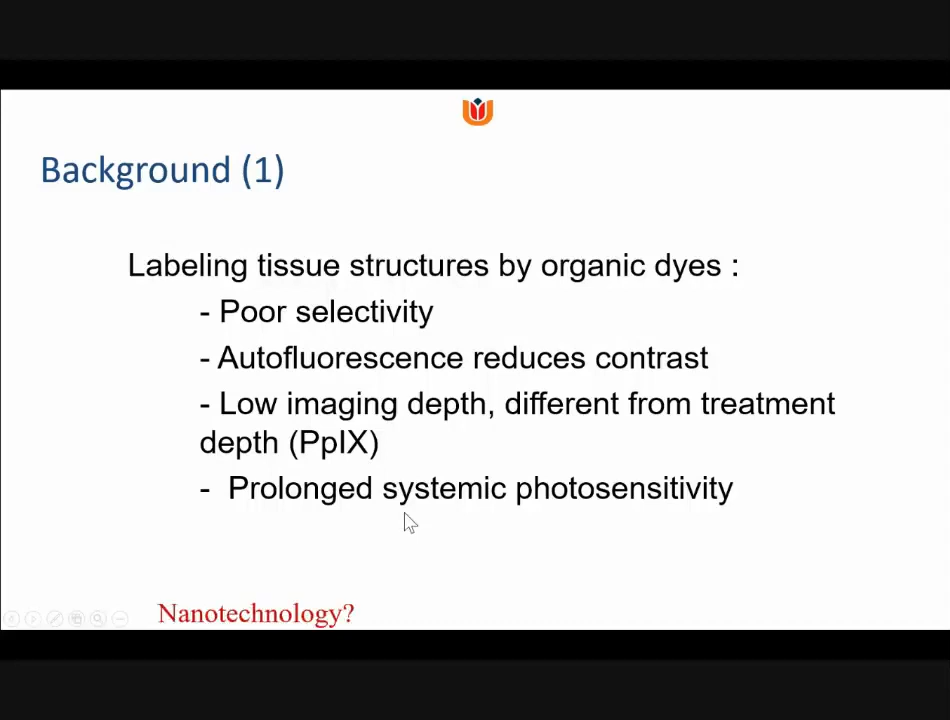 Background (1)
Labeling tissue structures by organic dyes :
- Poor selectivity
- Autofluorescence reduces contrast
- Low imaging depth, different from treatment
depth (PpIX)
- Prolonged systemic photosensitivity
Nanotechnology?